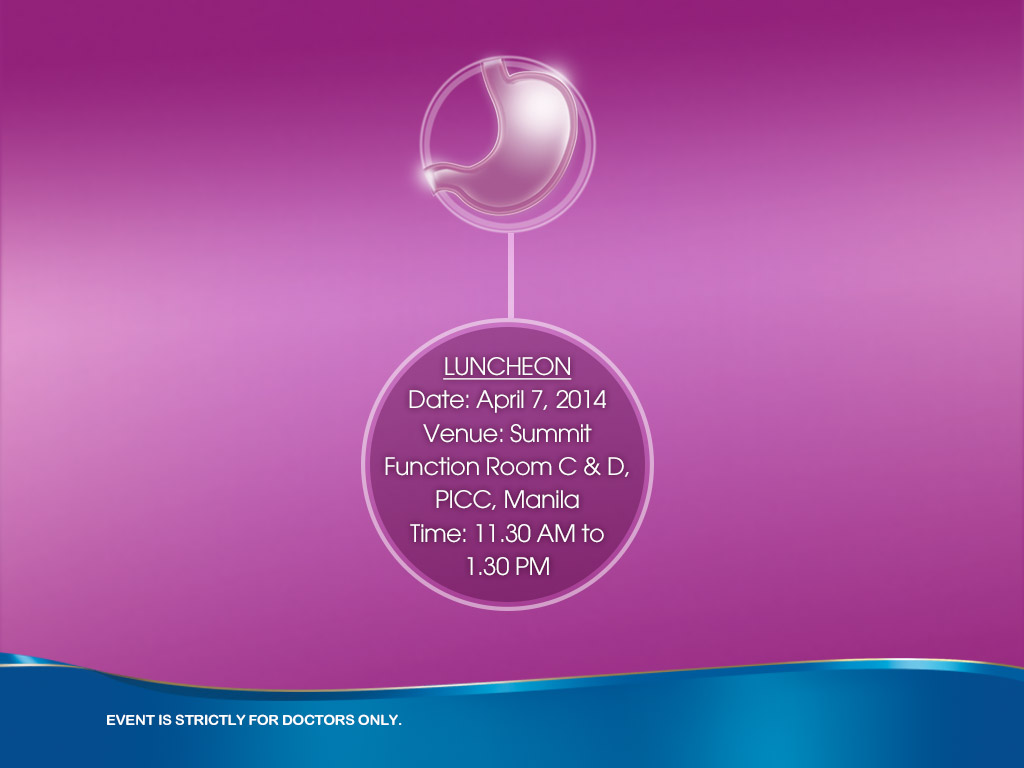 LUNCHEON
Date: April 7, 2014
Venue: Summit
Function Room C & D,
PICC, Manila
Time: 11.30 AM to
1.30 PM
EVENT IS STRICTLY FOR DOCTORS ONLY.